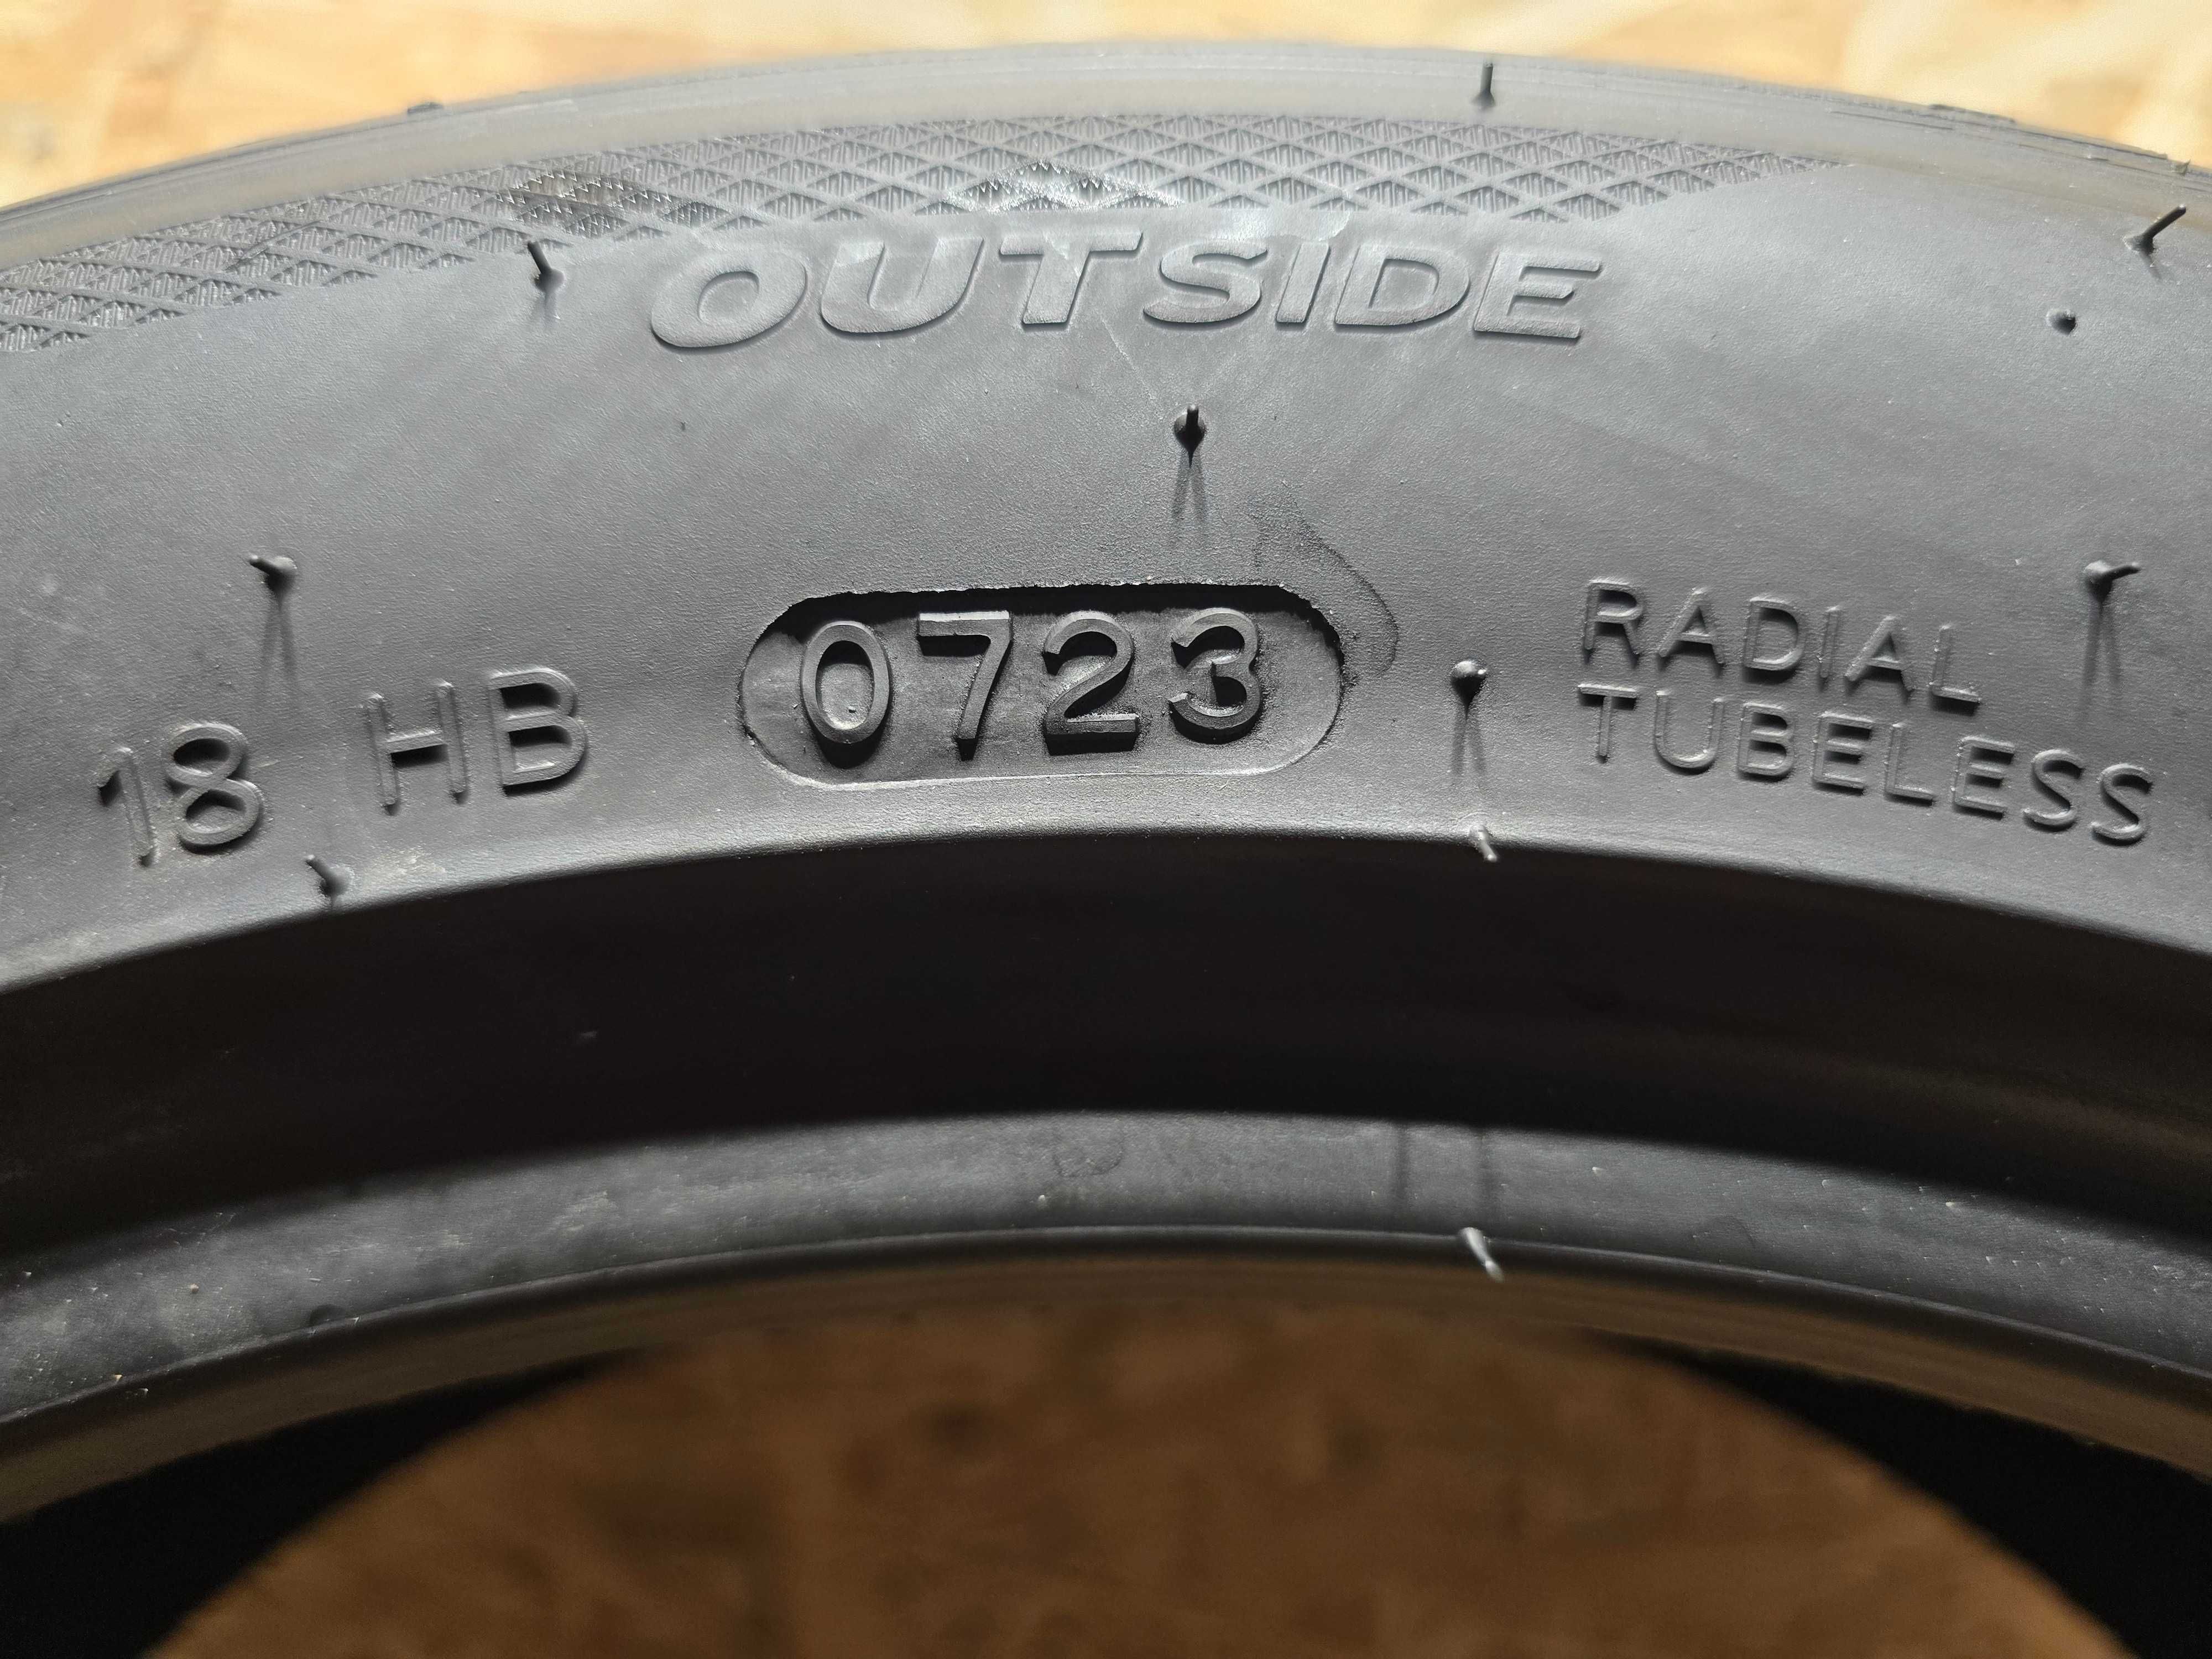 OUTSIDE
18 HB 0723
RADIAL
TUBELESS